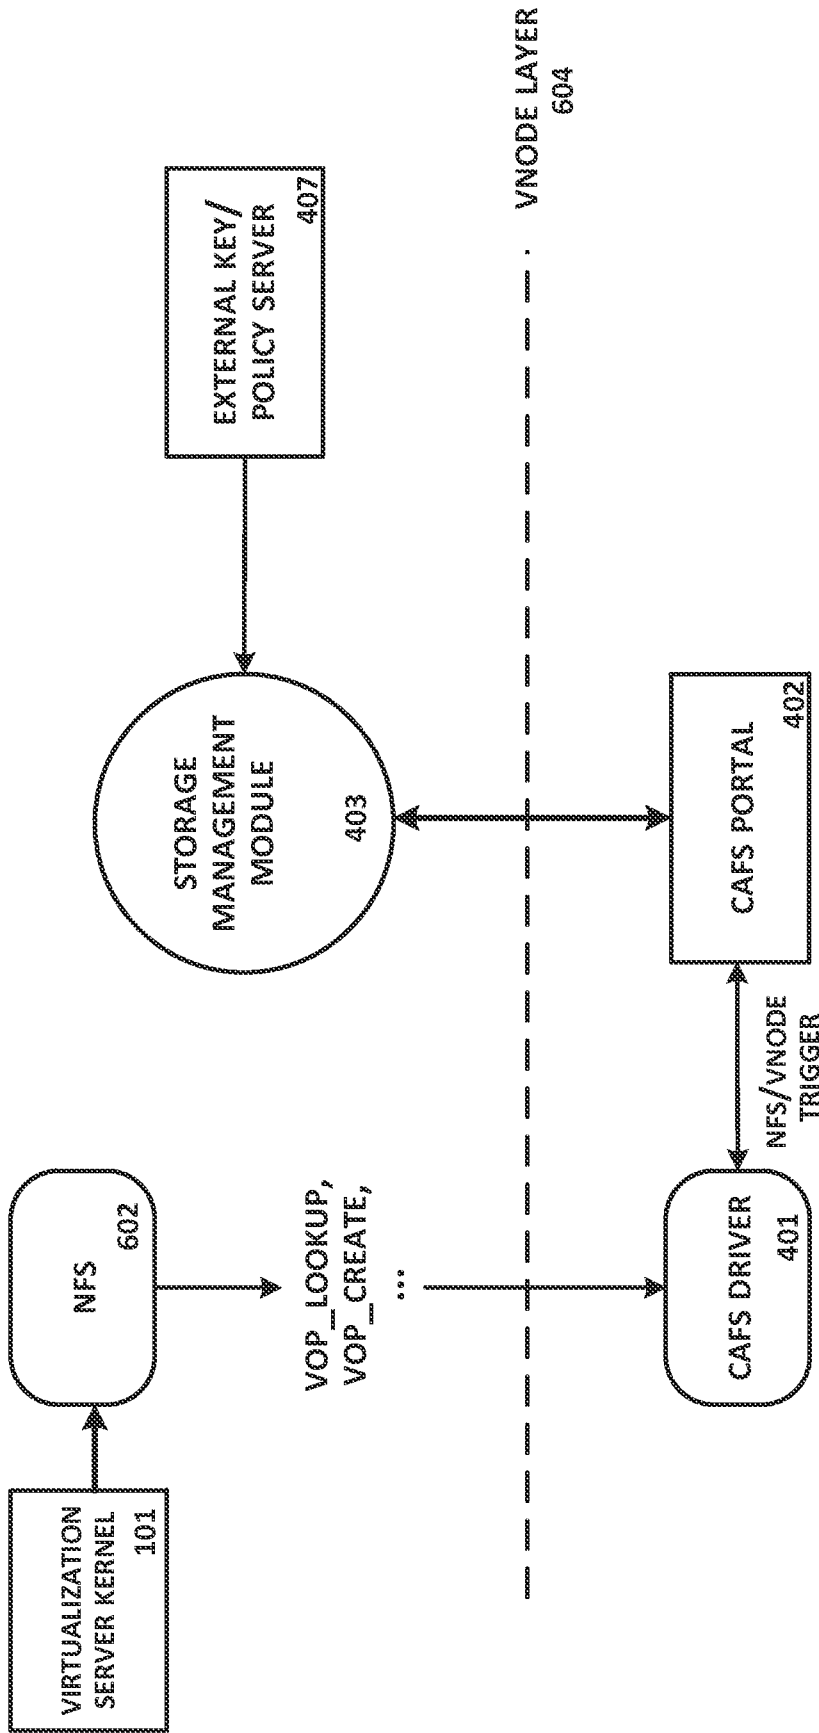 VIRTUALIZATION
SERVER KERNEL
101
NFS
602
VOP_LOOKUP,
VOP_CREATE,
...
STORAGE
MANAGEMENT
MODULE
403
EXTERNAL KEY/
POLICY SERVER
407
VNODE LAYER
604
CAFS DRIVER
401
NFS/VNODE
TRIGGER
CAFS PORTAL
402